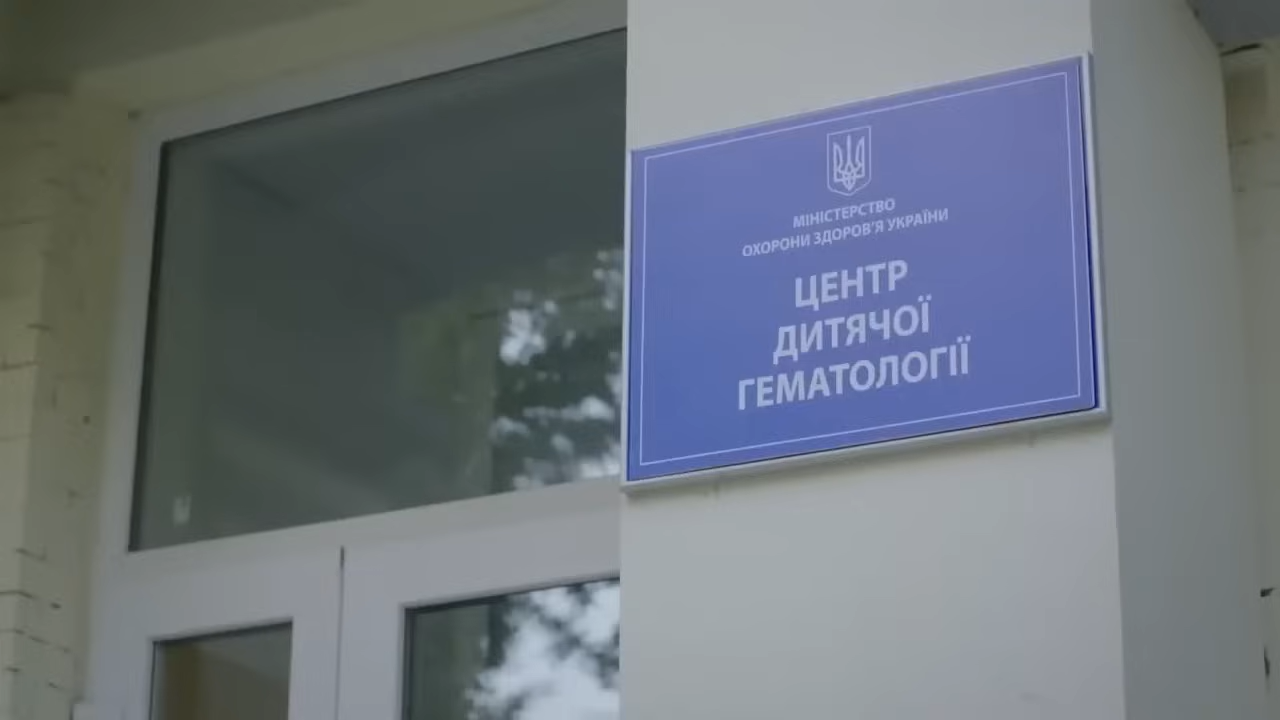 МІНІСТЕРСТВО
ОХОРОНИ ЗДОРОВ'Я УКРАЇНИ
ЦЕНТР
ДИТЯЧОЇ
ГЕМАТОЛОГІЇ